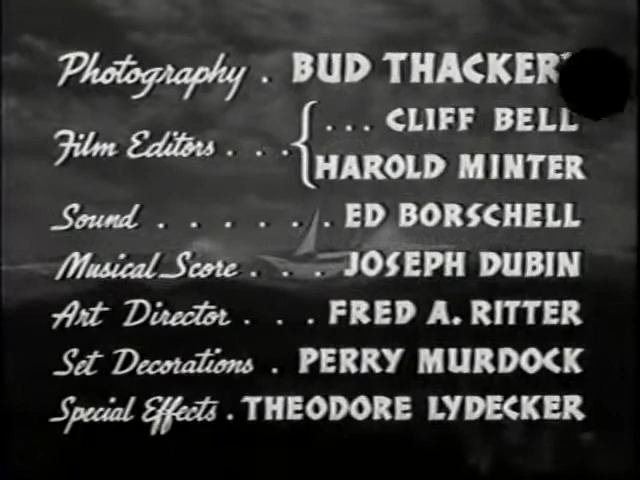 Photography . BUD THACKERY
Film Editors . . . { . . . CLIFF BELL
HAROLD MINTER
Sound . . . . . . . ED BORSCHELL
Musical Score . . . . JOSEPH DUBIN
Art Director . . . FRED A. RITTER
Set Decorations . PERRY MURDOCK
Special Effects . THEODORE LYDECKER